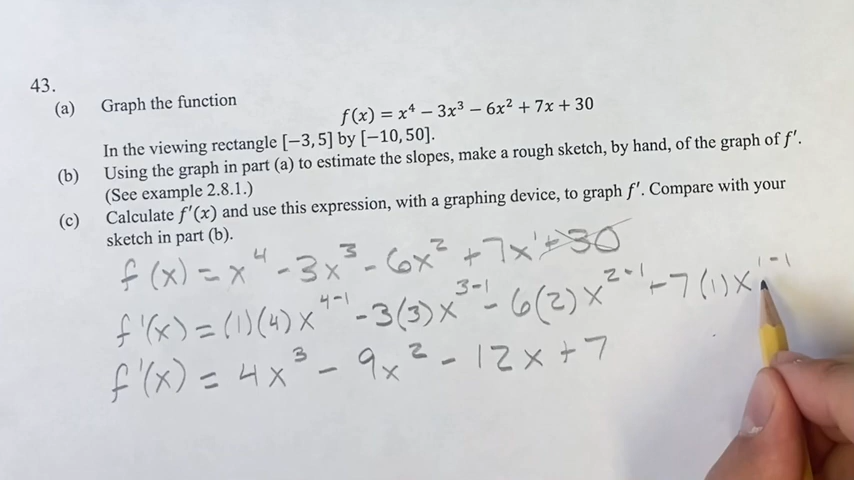 43.
(a) Graph the function
f(x) = x⁴ − 3x³ − 6x² + 7x + 30
In the viewing rectangle [−3, 5] by [−10, 50].
(b) Using the graph in part (a) to estimate the slopes, make a rough sketch, by hand, of the graph of f′.
(See example 2.8.1.)
(c) Calculate f′(x) and use this expression, with a graphing device, to graph f′. Compare with your
sketch in part (b).
f(x) = x⁴ - 3x³ - 6x² + 7x¹ + 30
f'(x) = (1)(4)x⁴⁻¹ - 3(3)x³⁻¹ - 6(2)x²⁻¹ + 7(1)x¹⁻¹
f'(x) = 4x³ - 9x² - 12x + 7